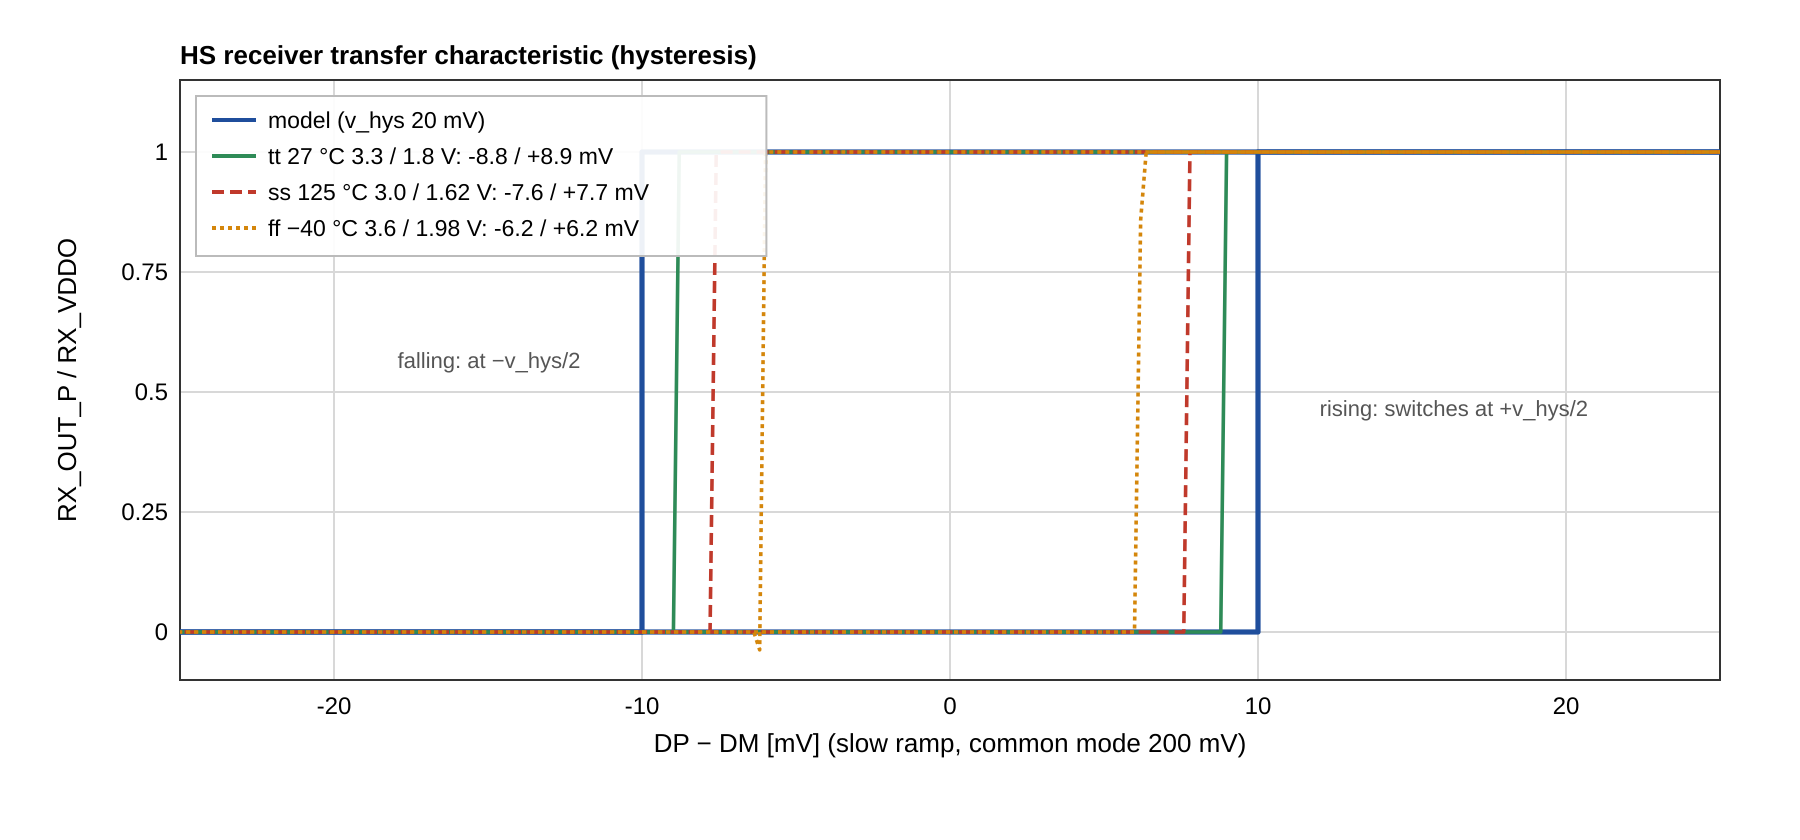 HS receiver transfer characteristic (hysteresis)
model (v_hys 20 mV)
tt 27 °C 3.3 / 1.8 V: -8.8 / +8.9 mV
ss 125 °C 3.0 / 1.62 V: -7.6 / +7.7 mV
ff −40 °C 3.6 / 1.98 V: -6.2 / +6.2 mV
1
0.75
0.5
0.25
0
RX_OUT_P / RX_VDDO
falling: at −v_hys/2
rising: switches at +v_hys/2
-20
-10
0
10
20
DP − DM [mV] (slow ramp, common mode 200 mV)